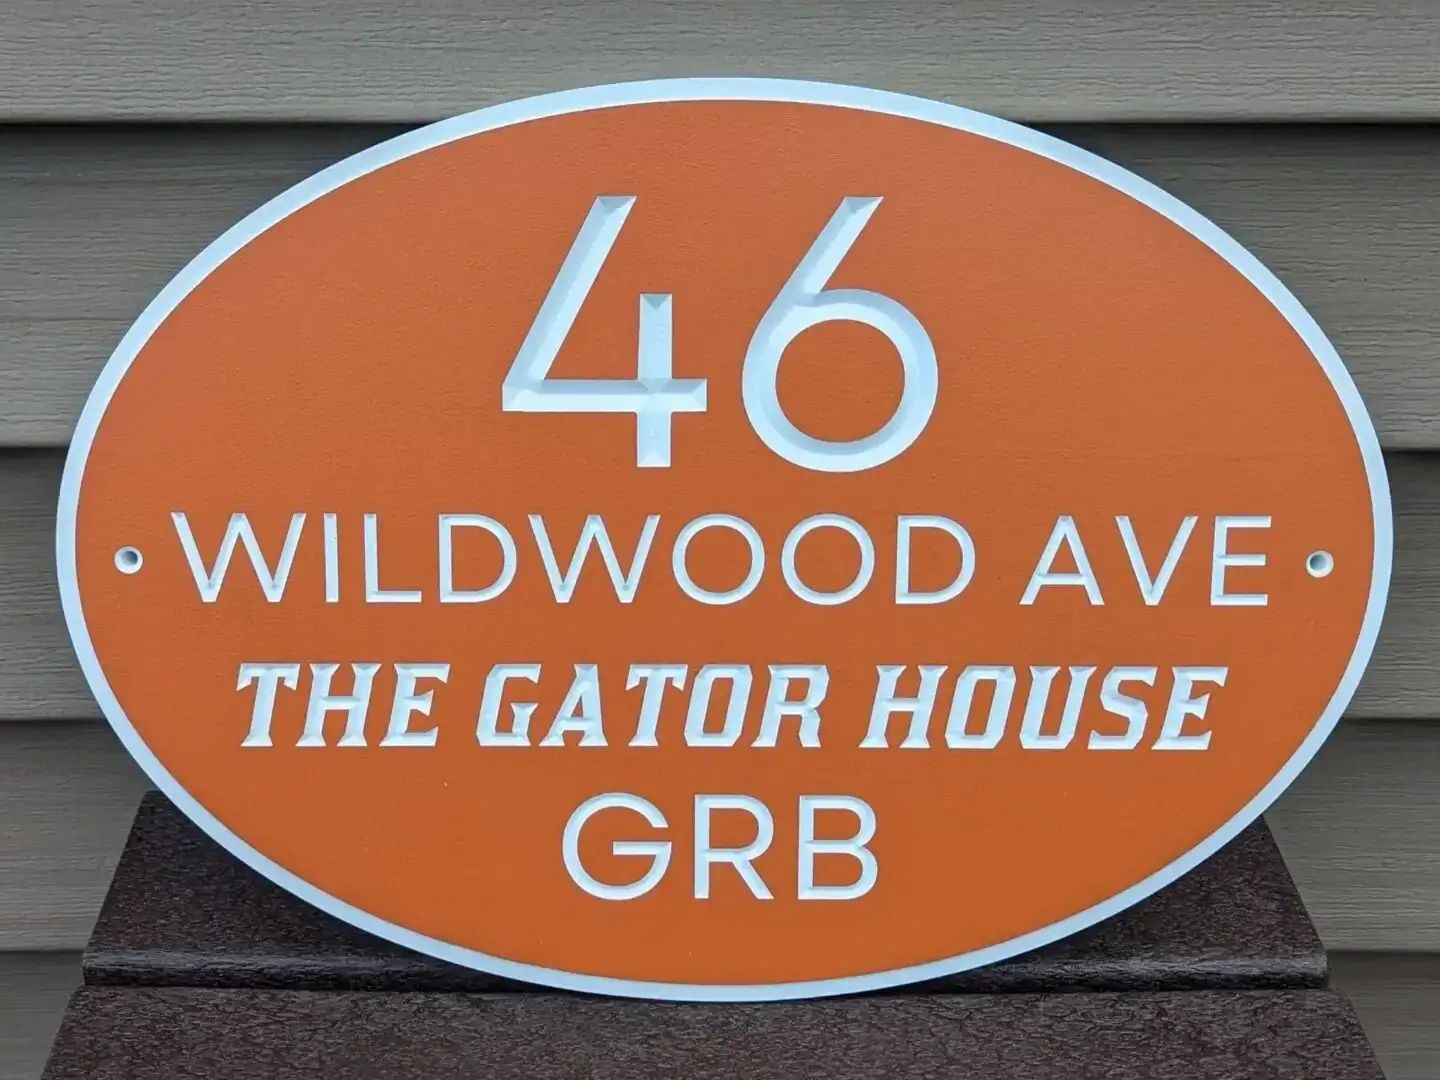 46
WILDWOOD AVE
THE GATOR HOUSE
GRB